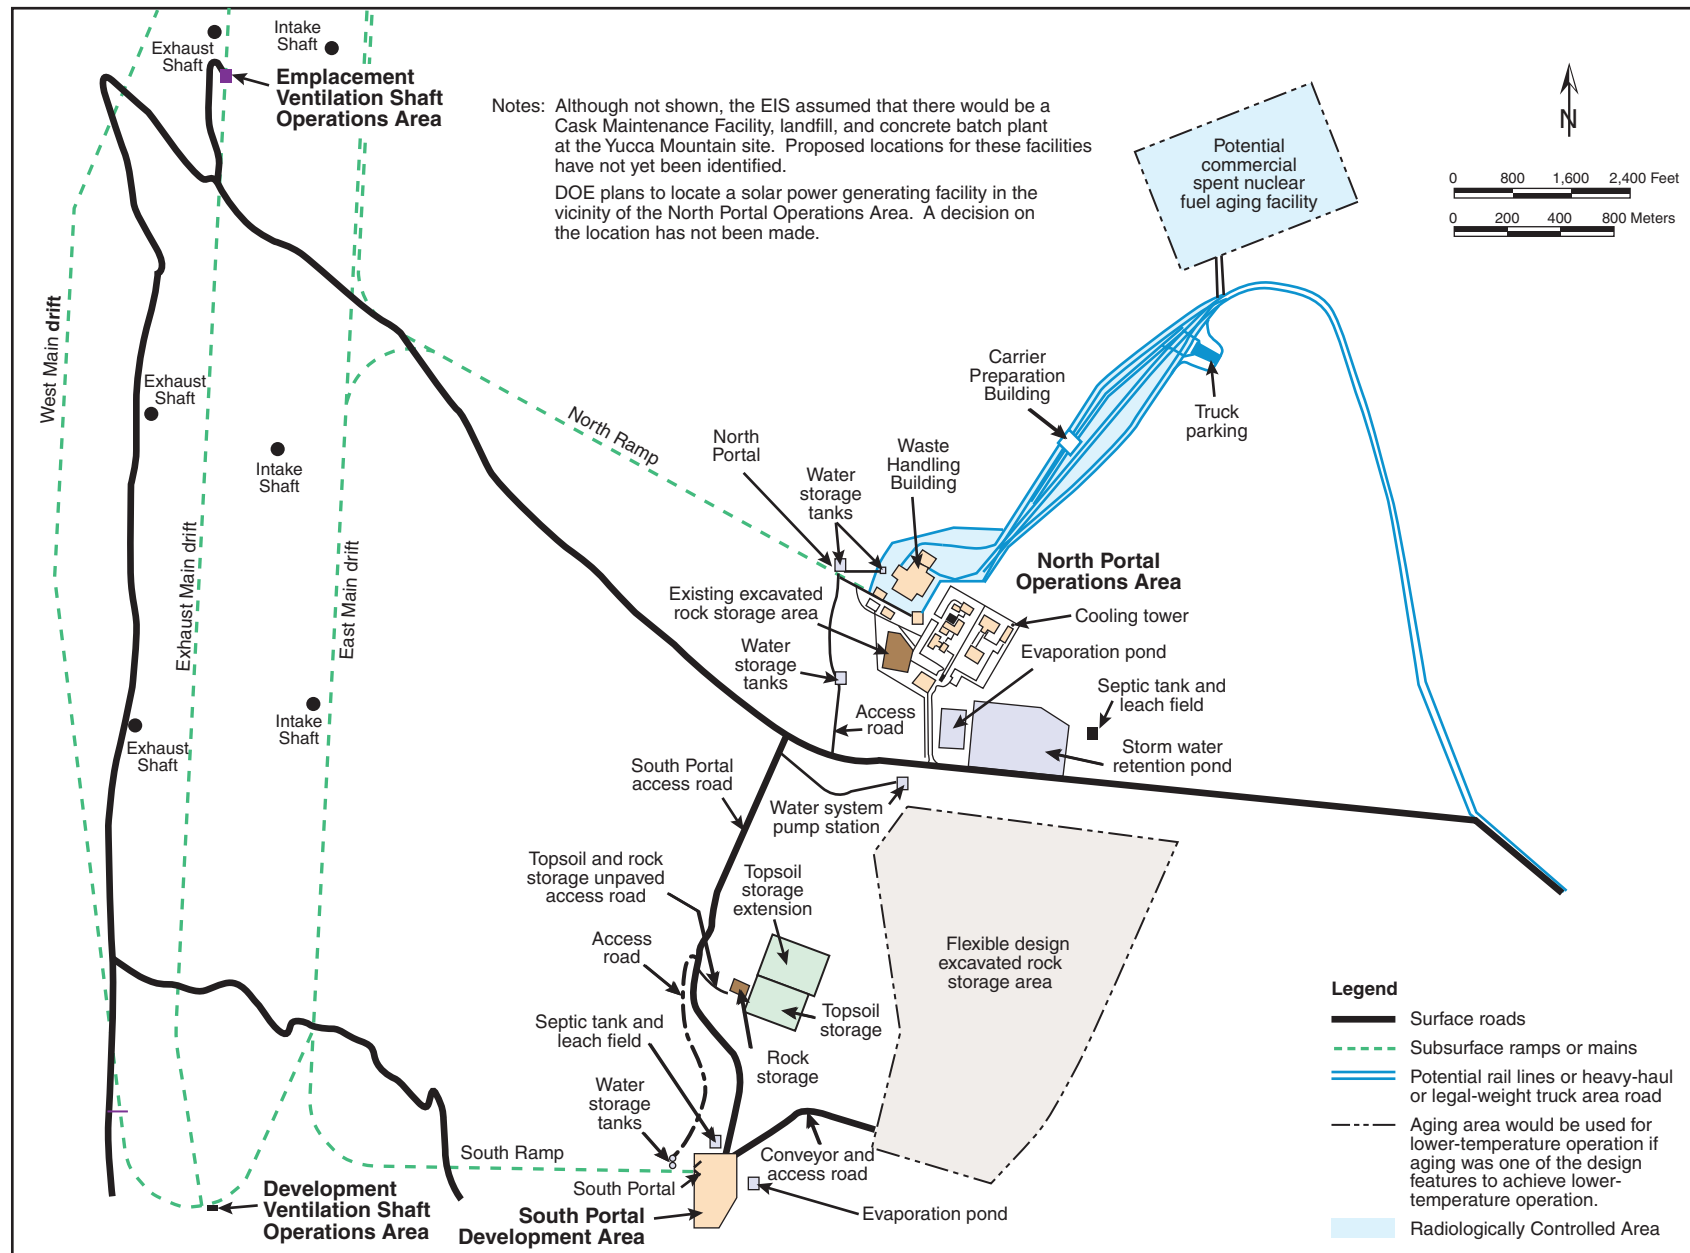 Exhaust
Shaft
Intake
Shaft
Emplacement
Ventilation Shaft
Operations Area
Notes: Although not shown, the EIS assumed that there would be a
Cask Maintenance Facility, landfill, and concrete batch plant
at the Yucca Mountain site. Proposed locations for these facilities
have not yet been identified.
DOE plans to locate a solar power generating facility in the
vicinity of the North Portal Operations Area. A decision on
the location has not been made.
Potential
commercial
spent nuclear
fuel aging facility
N
0 800 1,600 2,400 Feet
0 200 400 800 Meters
West Main drift
Exhaust
Shaft
Intake
Shaft
Exhaust Main drift
East Main drift
North Ramp
North
Portal
Water
storage
tanks
Waste
Handling
Building
Carrier
Preparation
Building
Truck
parking
North Portal
Operations Area
Existing excavated
rock storage area
Cooling tower
Water
storage
tanks
Evaporation pond
Septic tank and
leach field
Access
road
Storm water
retention pond
Exhaust
Shaft
Intake
Shaft
South Portal
access road
Water system
pump station
Topsoil and rock
storage unpaved
access road
Topsoil
storage
extension
Access
road
Flexible design
excavated rock
storage area
Topsoil
storage
Septic tank and
leach field
Rock
storage
Water
storage
tanks
South Ramp
Conveyor and
access road
South Portal
Evaporation pond
South Portal
Development Area
Development
Ventilation Shaft
Operations Area
Legend
Surface roads
Subsurface ramps or mains
Potential rail lines or heavy-haul
or legal-weight truck area road
Aging area would be used for
lower-temperature operation if
aging was one of the design
features to achieve lower-
temperature operation.
Radiologically Controlled Area